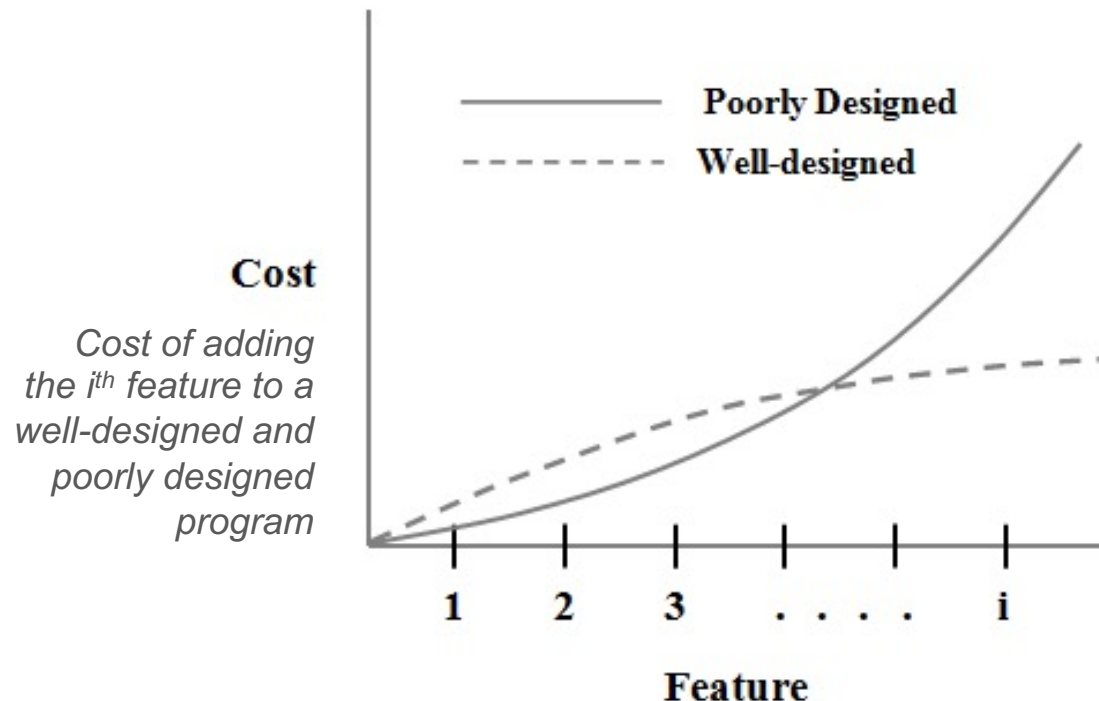 Poorly Designed
Well-designed
Cost
Cost of adding
the iᵗʰ feature to a
well-designed and
poorly designed
program
1 2 3 . . . . i
Feature